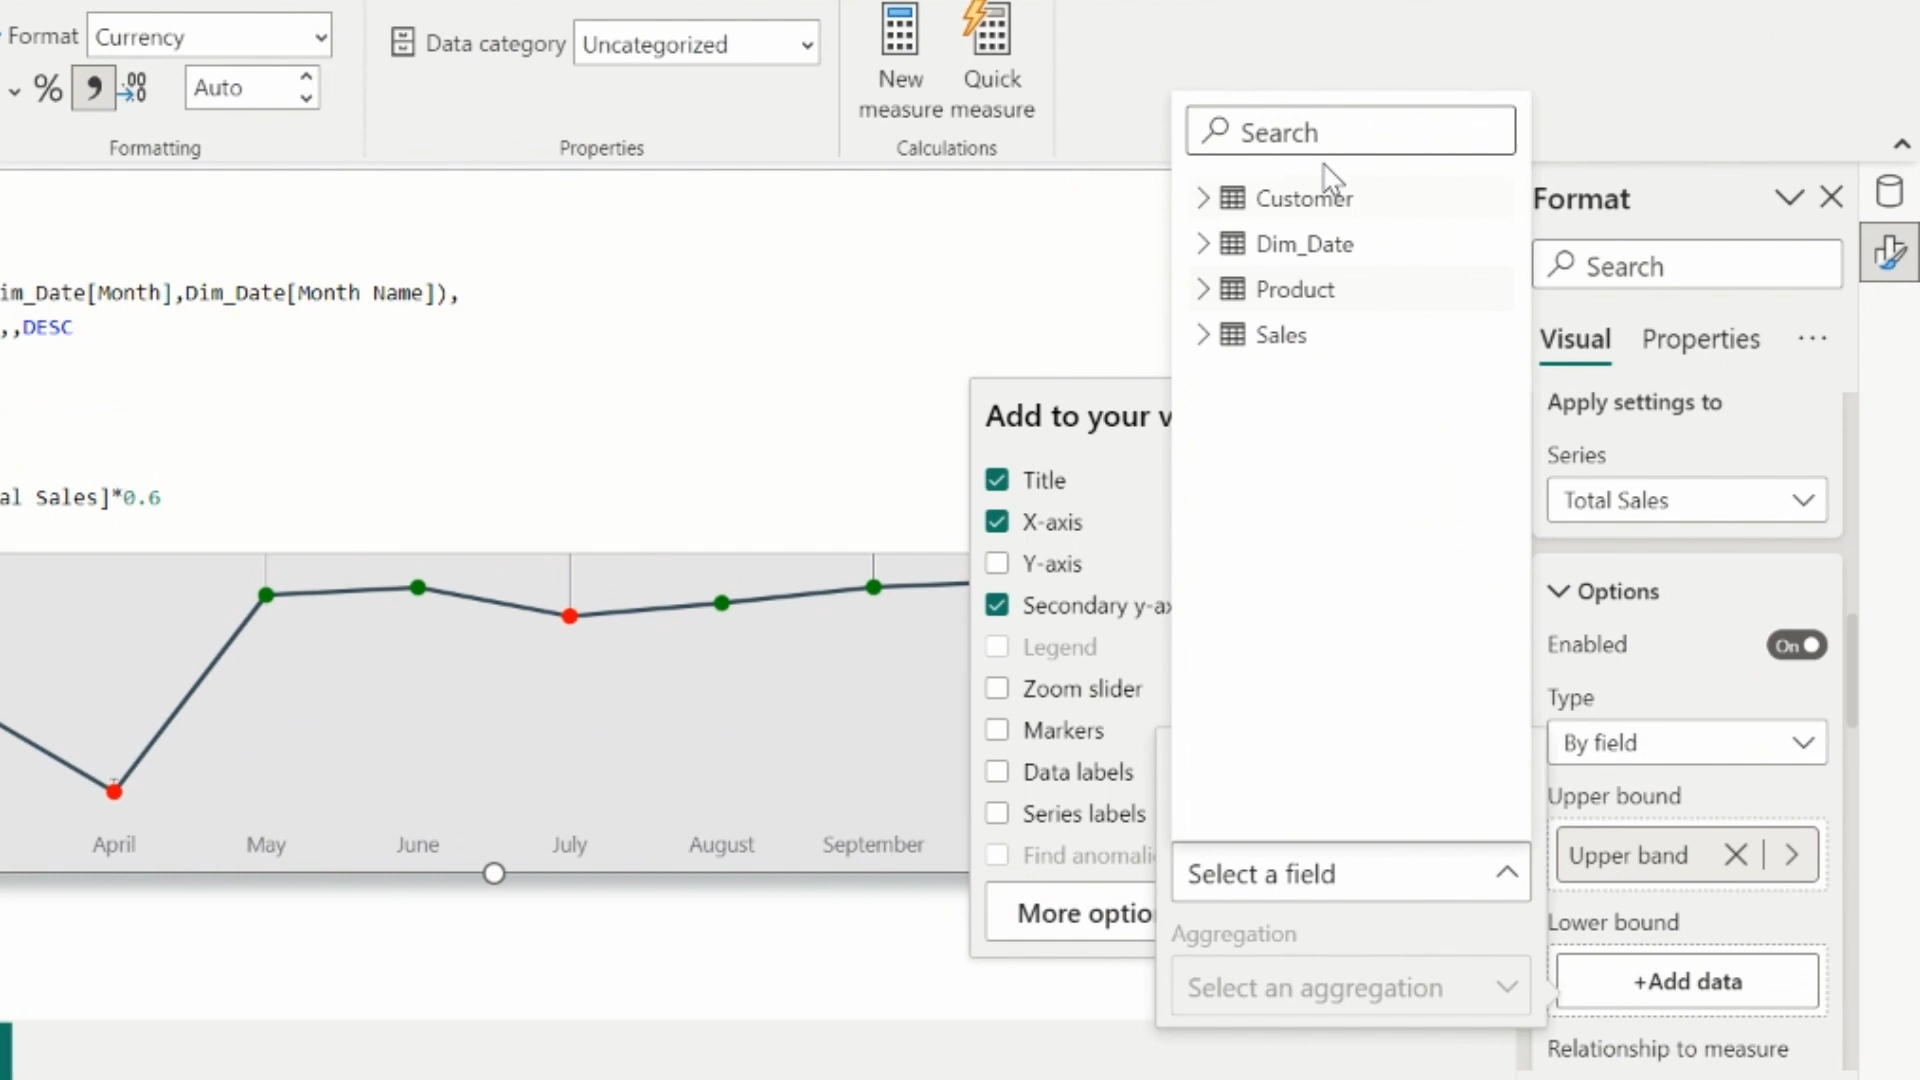 Format Currency
% , .00 →.0 Auto
Formatting
Data category Uncategorized
Properties
New measure
Quick measure
Calculations
im_Date[Month],Dim_Date[Month Name]),
,,DESC
al Sales]*0.6
April May June July August September
Add to your v
Title
X-axis
Y-axis
Secondary y-ax
Legend
Zoom slider
Markers
Data labels
Series labels
Find anomali
More optio
Search
Customer
Dim_Date
Product
Sales
Select a field
Aggregation
Select an aggregation
Format
Search
Visual Properties ...
Apply settings to
Series
Total Sales
Options
Enabled On
Type
By field
Upper bound
Upper band
Lower bound
+Add data
Relationship to measure